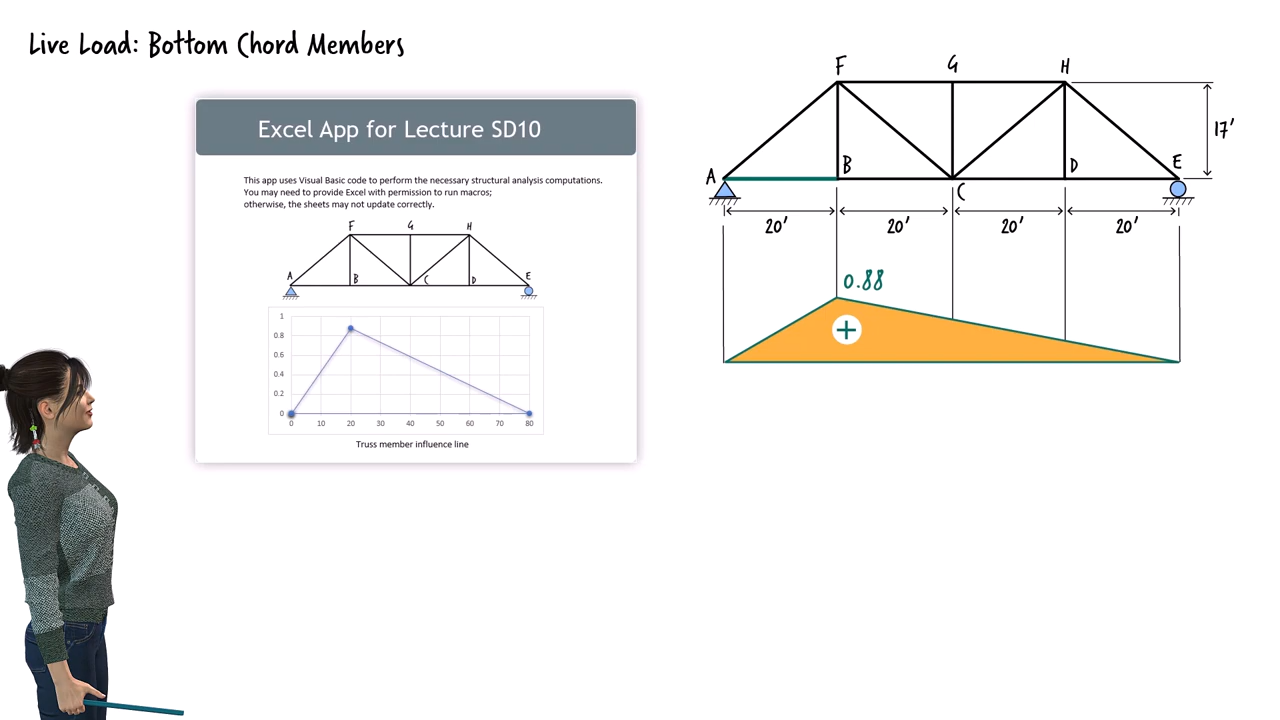 Live Load: Bottom Chord Members
Excel App for Lecture SD10
This app uses Visual Basic code to perform the necessary structural analysis computations.
You may need to provide Excel with permission to run macros;
otherwise, the sheets may not update correctly.
F G H
A B C D E
1
0.8
0.6
0.4
0.2
0
0 10 20 30 40 50 60 70 80
Truss member influence line
F G H
17'
A B C D E
20' 20' 20' 20'
0.88
+